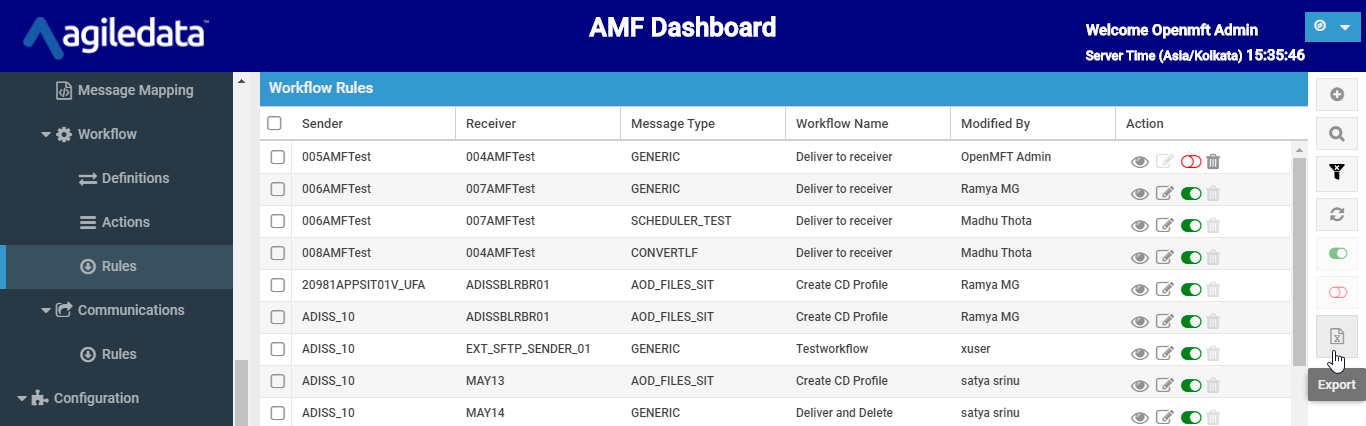 agiledata™
AMF Dashboard
Welcome Openmft Admin
Server Time (Asia/Kolkata) 15:35:46
Message Mapping
Workflow
Definitions
Actions
Rules
Communications
Rules
Configuration
Workflow Rules
Sender Receiver Message Type Workflow Name Modified By Action
005AMFTest 004AMFTest GENERIC Deliver to receiver OpenMFT Admin
006AMFTest 007AMFTest GENERIC Deliver to receiver Ramya MG
006AMFTest 007AMFTest SCHEDULER_TEST Deliver to receiver Madhu Thota
008AMFTest 004AMFTest CONVERTLF Deliver to receiver Madhu Thota
20981APPSIT01V_UFA ADISSBLRBR01 AOD_FILES_SIT Create CD Profile Ramya MG
ADISS_10 ADISSBLRBR01 AOD_FILES_SIT Create CD Profile Ramya MG
ADISS_10 EXT_SFTP_SENDER_01 GENERIC Testworkflow xuser
ADISS_10 MAY13 AOD_FILES_SIT Create CD Profile satya srinu
ADISS_10 MAY14 GENERIC Deliver and Delete satya srinu
Export